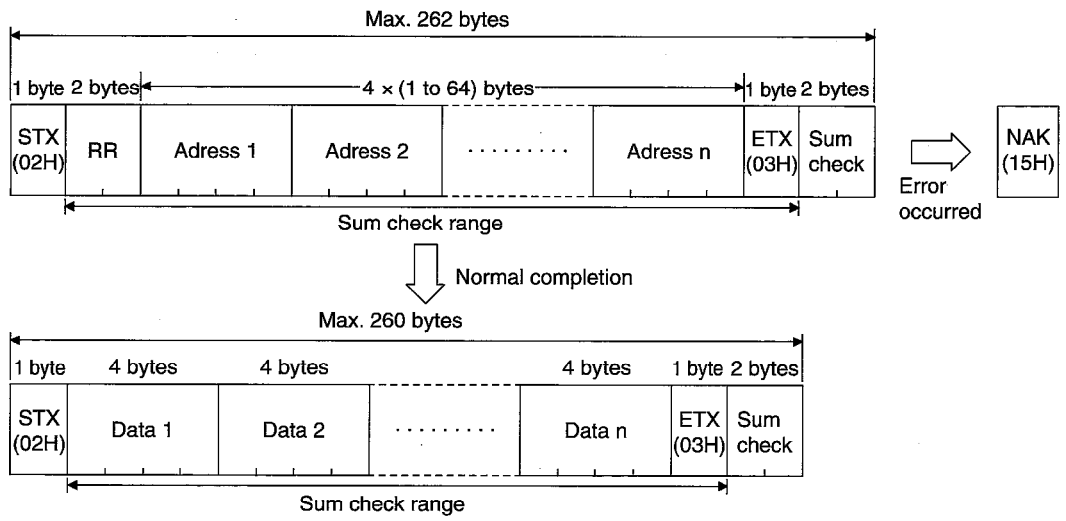 Max. 262 bytes
1 byte 2 bytes 4 × (1 to 64) bytes 1 byte 2 bytes
STX
(02H)
RR
Adress 1
Adress 2
. . . . . . . . .
Adress n
ETX
(03H)
Sum
check
Error
occurred
NAK
(15H)
Sum check range
Normal completion
Max. 260 bytes
1 byte 4 bytes 4 bytes 4 bytes 1 byte 2 bytes
STX
(02H)
Data 1
Data 2
. . . . . . . . .
Data n
ETX
(03H)
Sum
check
Sum check range